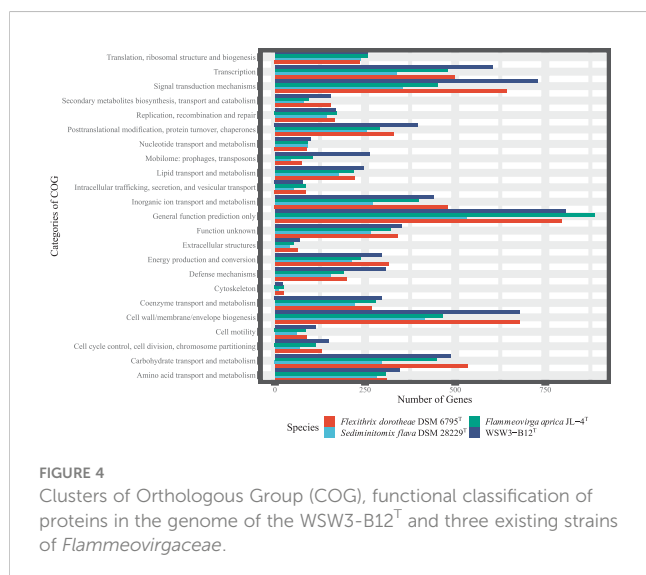 Translation, ribosomal structure and biogenesis
Transcription
Signal transduction mechanisms
Secondary metabolites biosynthesis, transport and catabolism
Replication, recombination and repair
Posttranslational modification, protein turnover, chaperones
Nucleotide transport and metabolism
Mobilome: prophages, transposons
Lipid transport and metabolism
Intracellular trafficking, secretion, and vesicular transport
Inorganic ion transport and metabolism
General function prediction only
Function unknown
Extracellular structures
Energy production and conversion
Defense mechanisms
Cytoskeleton
Coenzyme transport and metabolism
Cell wall/membrane/envelope biogenesis
Cell motility
Cell cycle control, cell division, chromosome partitioning
Carbohydrate transport and metabolism
Amino acid transport and metabolism
Categories of COG
0 250 500 750
Number of Genes
Species
Flexithrix dorotheae DSM 6795ᵀ Flammeovirga aprica JL−4ᵀ
Sediminitomix flava DSM 28229ᵀ WSW3−B12ᵀ
FIGURE 4
Clusters of Orthologous Group (COG), functional classification of
proteins in the genome of the WSW3-B12ᵀ and three existing strains
of Flammeovirgaceae.